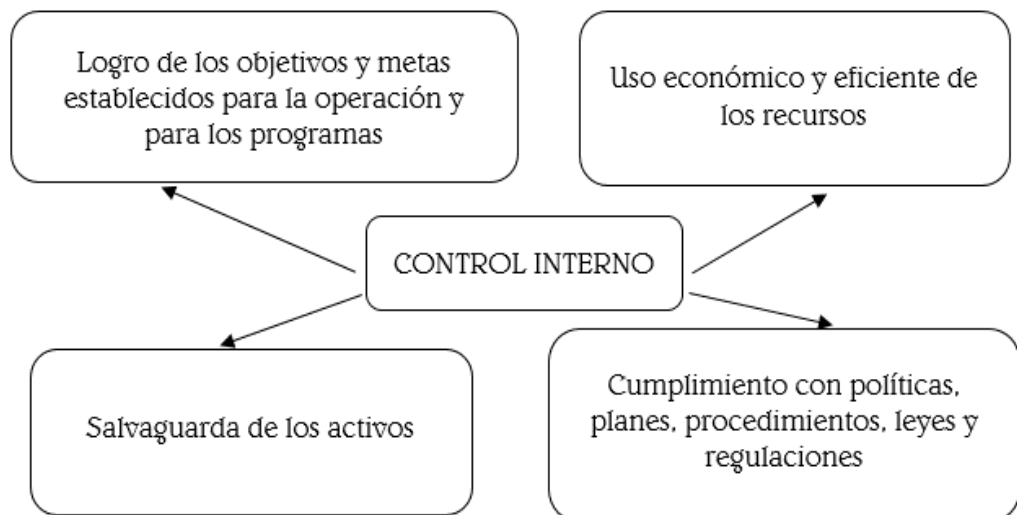 Logro de los objetivos y metas
establecidos para la operación y
para los programas
Uso económico y eficiente de
los recursos
CONTROL INTERNO
Salvaguarda de los activos
Cumplimiento con políticas,
planes, procedimientos, leyes y
regulaciones